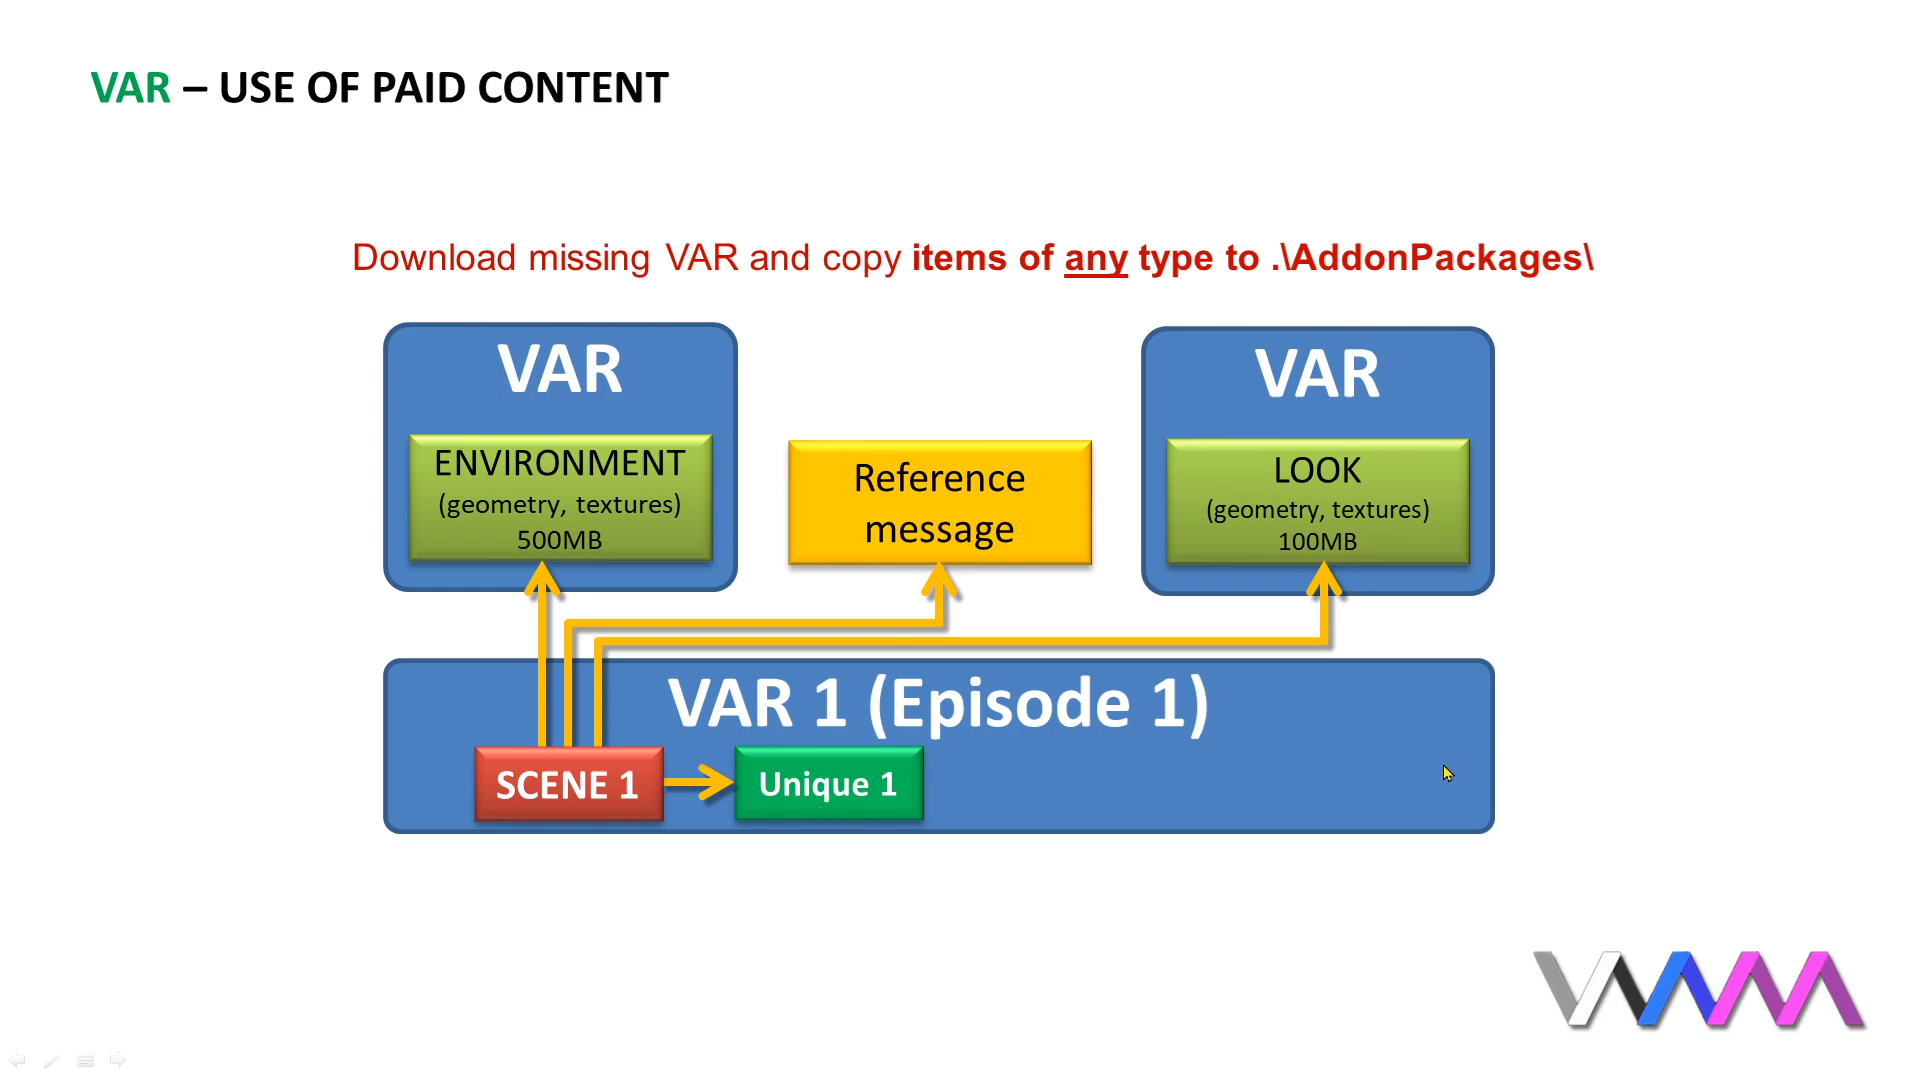 VAR – USE OF PAID CONTENT
Download missing VAR and copy items of any type to .\AddonPackages\
VAR
ENVIRONMENT
(geometry, textures)
500MB
Reference
message
VAR
LOOK
(geometry, textures)
100MB
VAR 1 (Episode 1)
SCENE 1
Unique 1
VAM